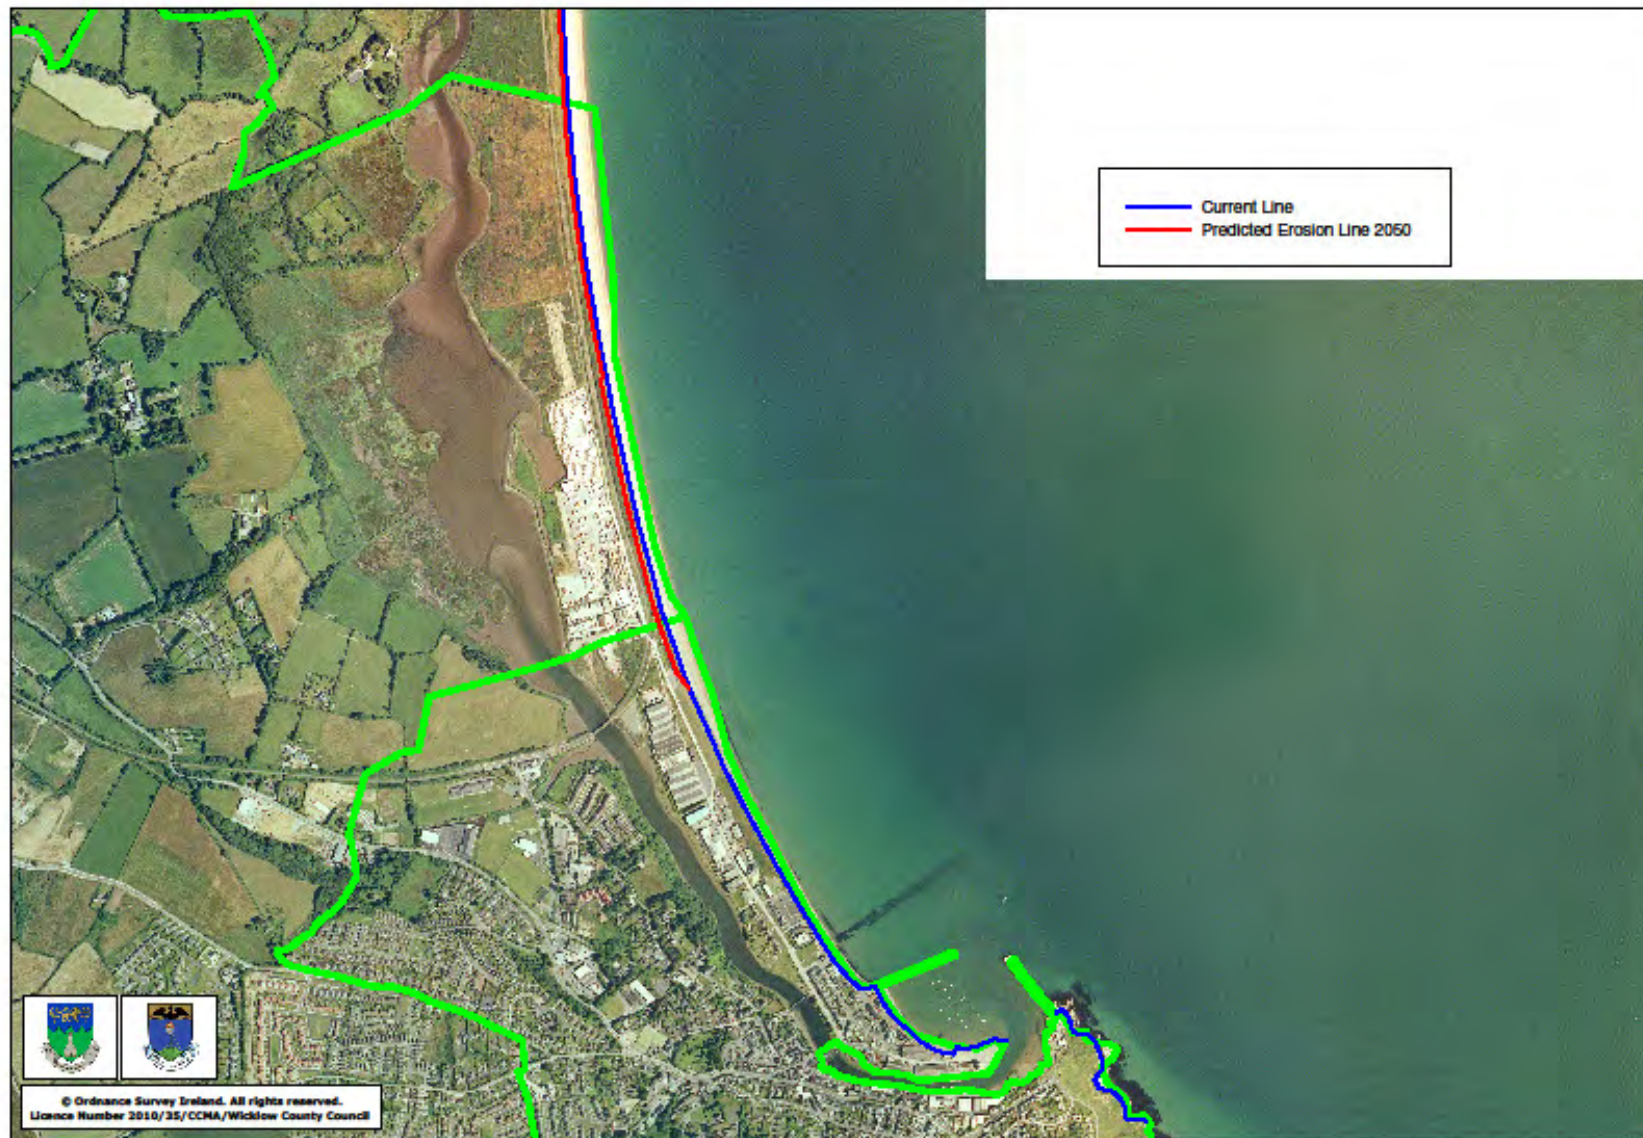 Current Line
Predicted Erosion Line 2050
© Ordnance Survey Ireland. All rights reserved.
Licence Number 2010/35/CCMA/Wicklow County Council